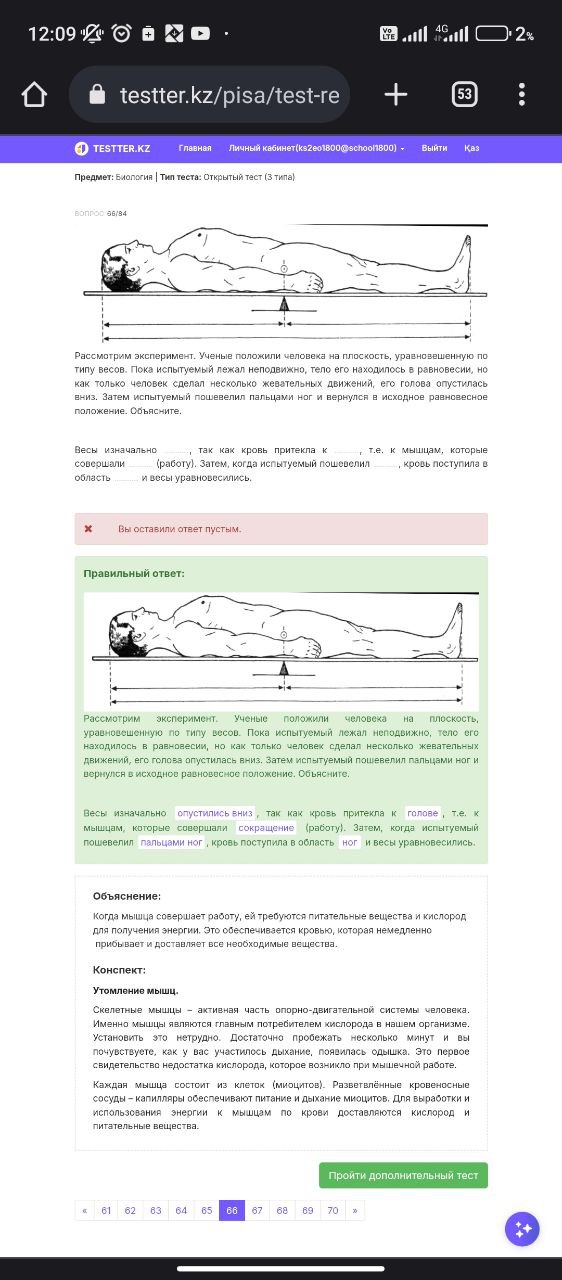 12:09
Vo LTE 4G 2%
testter.kz/pisa/test-re
53
TESTTER.KZ Главная Личный кабинет(ks2eo1800@school1800) Выйти Қаз
Предмет: Биология | Тип теста: Открытый тест (3 типа)
ВОПРОС 66/84
Рассмотрим эксперимент. Ученые положили человека на плоскость, уравновешенную по
типу весов. Пока испытуемый лежал неподвижно, тело его находилось в равновесии, но
как только человек сделал несколько жевательных движений, его голова опустилась
вниз. Затем испытуемый пошевелил пальцами ног и вернулся в исходное равновесное
положение. Объясните.
Весы изначально ______, так как кровь притекла к ______, т.е. к мышцам, которые
совершали ______ (работу). Затем, когда испытуемый пошевелил ______, кровь поступила в
область ______ и весы уравновесились.
✖ Вы оставили ответ пустым.
Правильный ответ:
Рассмотрим эксперимент. Ученые положили человека на плоскость,
уравновешенную по типу весов. Пока испытуемый лежал неподвижно, тело его
находилось в равновесии, но как только человек сделал несколько жевательных
движений, его голова опустилась вниз. Затем испытуемый пошевелил пальцами ног и
вернулся в исходное равновесное положение. Объясните.
Весы изначально опустились вниз , так как кровь притекла к голове , т.е. к
мышцам, которые совершали сокращение (работу). Затем, когда испытуемый
пошевелил пальцами ног , кровь поступила в область ног и весы уравновесились.
Объяснение:
Когда мышца совершает работу, ей требуются питательные вещества и кислород
для получения энергии. Это обеспечивается кровью, которая немедленно
прибывает и доставляет все необходимые вещества.
Конспект:
Утомление мышц.
Скелетные мышцы – активная часть опорно-двигательной системы человека.
Именно мышцы являются главным потребителем кислорода в нашем организме.
Установить это нетрудно. Достаточно пробежать несколько минут и вы
почувствуете, как у вас участилось дыхание, появилась одышка. Это первое
свидетельство недостатка кислорода, которое возникло при мышечной работе.
Каждая мышца состоит из клеток (миоцитов). Разветвлённые кровеносные
сосуды – капилляры обеспечивают питание и дыхание миоцитов. Для выработки и
использования энергии к мышцам по крови доставляются кислород и
питательные вещества.
Пройти дополнительный тест
« 61 62 63 64 65 66 67 68 69 70 »